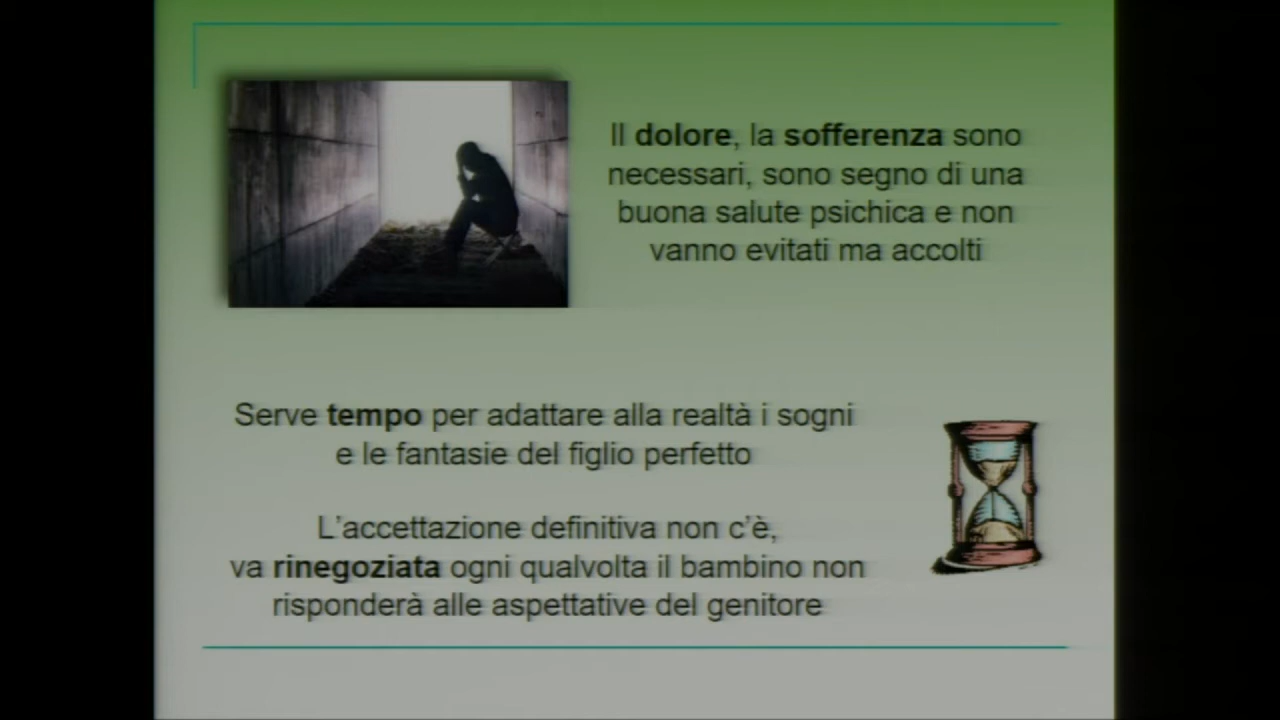 Il dolore, la sofferenza sono
necessari, sono segno di una
buona salute psichica e non
vanno evitati ma accolti
Serve tempo per adattare alla realtà i sogni
e le fantasie del figlio perfetto
L’accettazione definitiva non c’è,
va rinegoziata ogni qualvolta il bambino non
risponderà alle aspettative del genitore